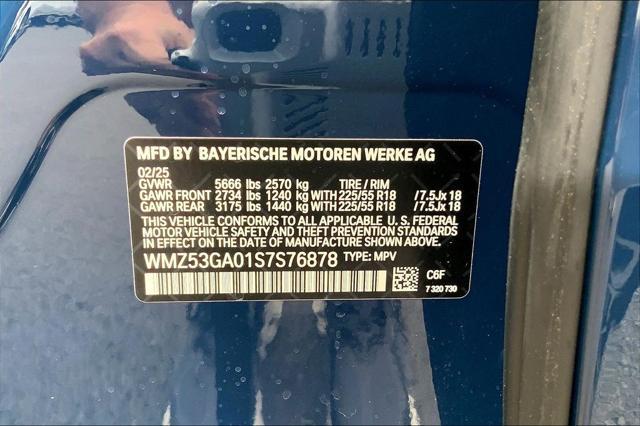 MFD BY BAYERISCHE MOTOREN WERKE AG
02/25
GVWR 5666 lbs 2570 kg TIRE / RIM
GAWR FRONT 2734 lbs 1240 kg WITH 225/55 R18 /7.5Jx 18
GAWR REAR 3175 lbs 1440 kg WITH 225/55 R18 /7.5Jx 18
THIS VEHICLE CONFORMS TO ALL APPLICABLE U. S. FEDERAL
MOTOR VEHICLE SAFETY AND THEFT PREVENTION STANDARDS
IN EFFECT ON THE DATE OF MANUFACTURE SHOWN ABOVE.
WMZ53GA01S7S76878 TYPE: MPV
C6F
7 320 730